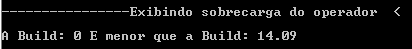 ----------------Exibindo sobrecarga do operador  <
A Build: 0 E menor que a Build: 14.09